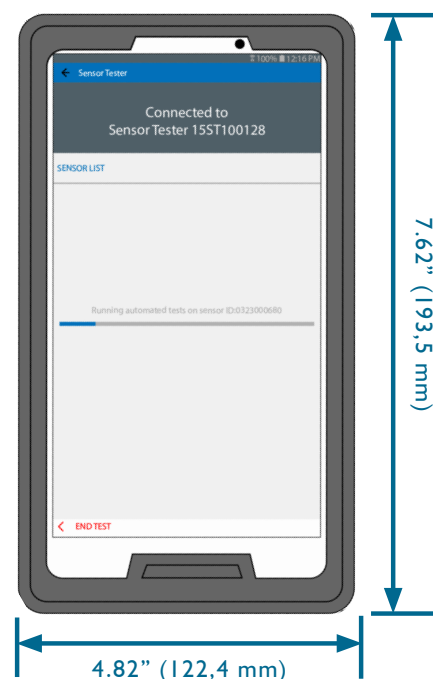 100% 12:16 PM
Sensor Tester
Connected to
Sensor Tester 15ST100128
SENSOR LIST
Running automated tests on sensor ID:0323000680
END TEST
7.62” (193,5 mm)
4.82” (122,4 mm)